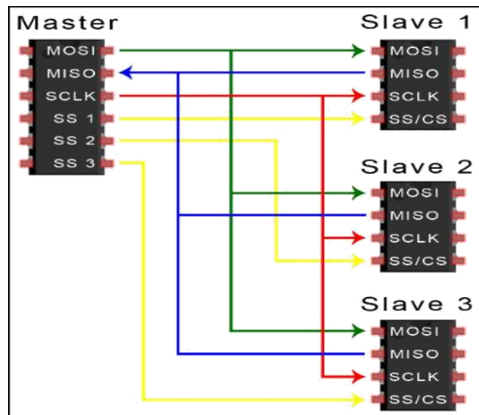 Master
MOSI
MISO
SCLK
SS 1
SS 2
SS 3
Slave 1
MOSI
MISO
SCLK
SS/CS
Slave 2
MOSI
MISO
SCLK
SS/CS
Slave 3
MOSI
MISO
SCLK
SS/CS